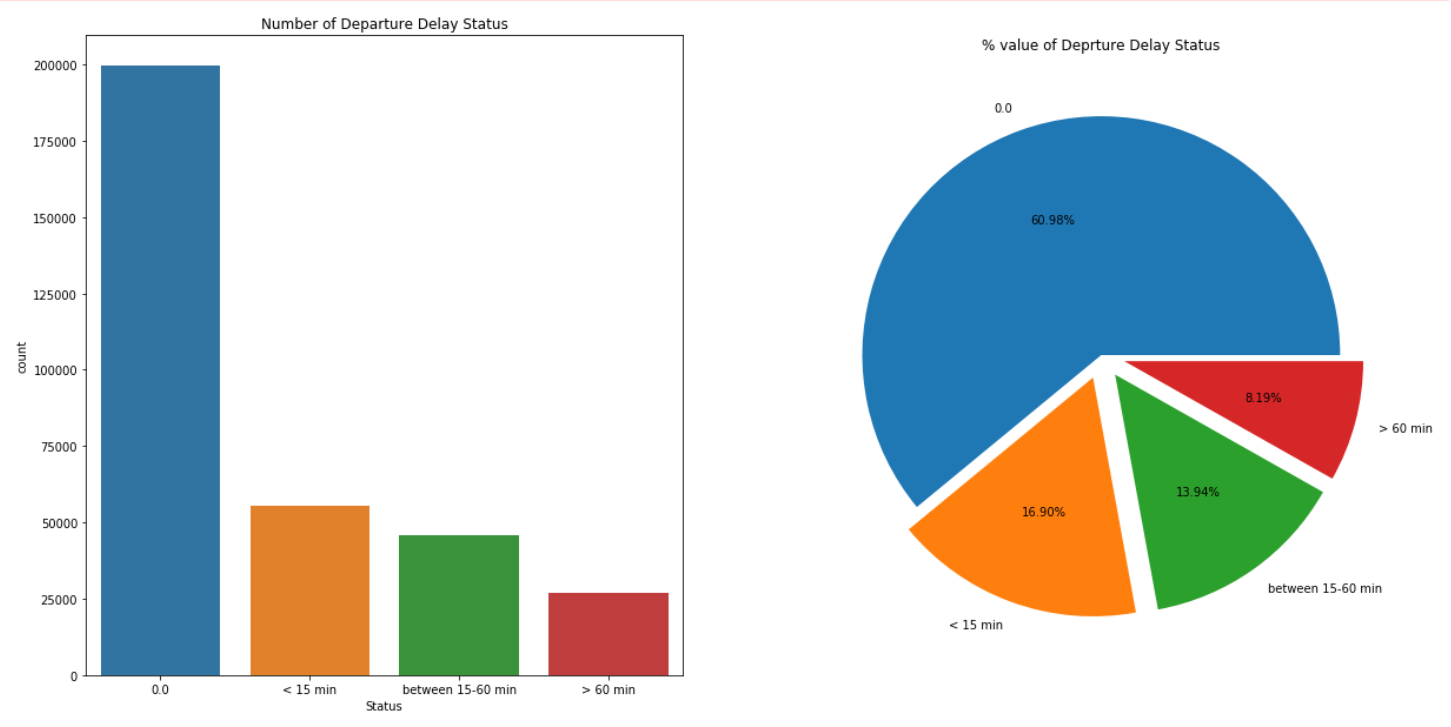 Number of Departure Delay Status
200000
175000
150000
125000
100000
75000
50000
25000
0
count
0.0
< 15 min
between 15-60 min
> 60 min
Status
% value of Deprture Delay Status
0.0
60.98%
8.19%
> 60 min
13.94%
16.90%
between 15-60 min
< 15 min